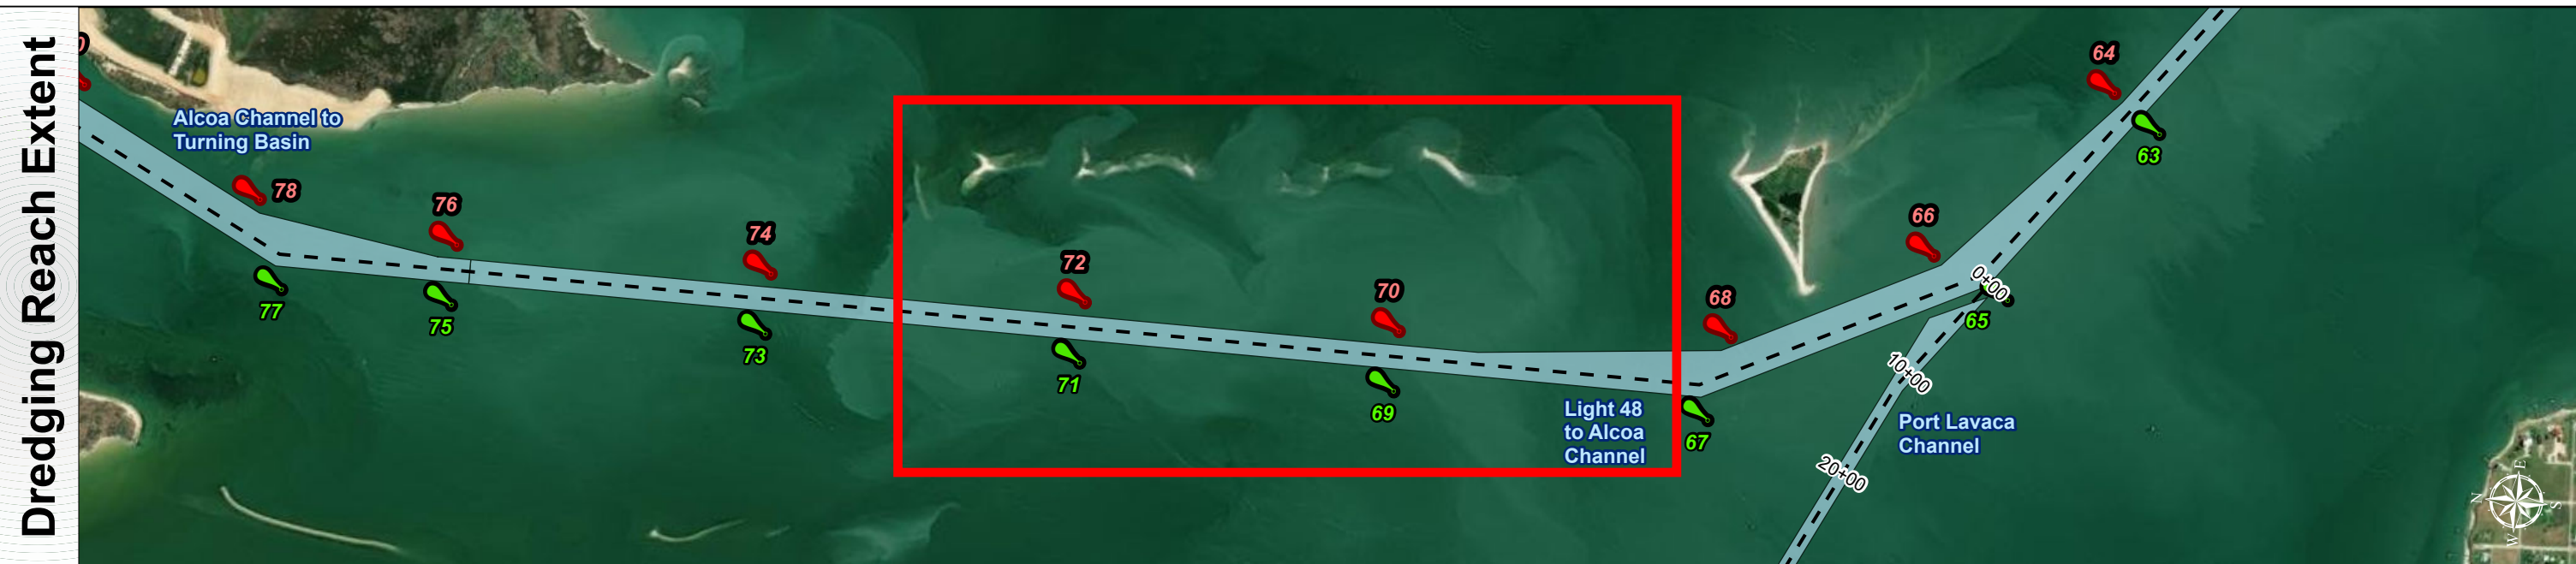 Dredging Reach Extent
Alcoa Channel to
Turning Basin
78
76
74
72
70
68
66
64
77
75
73
71
69
67
65
63
0+00
10+00
20+00
Light 48
to Alcoa
Channel
Port Lavaca
Channel
N
E
S
W